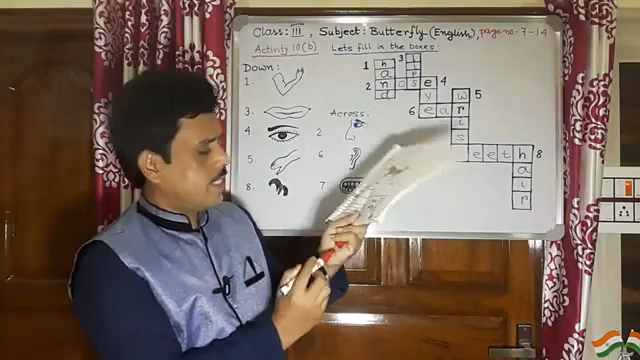 Class: III, Subject: Butterfly (English), page no- 7-14
Activity 10(b) Lets fill in the boxes:
Down:
1.
3.
4.
5.
8.
Across:
2.
6.
7.
1 h 3 l
a i
2 n o s e 4
d
y w 5
6 e a r
i
s
e e t h 8
a
i
r